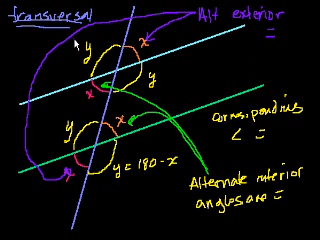 transversal
Alt exterior
=
y x
x y
corresponding
< =
y x
x y = 180 - x
Alternate interior
angles are =